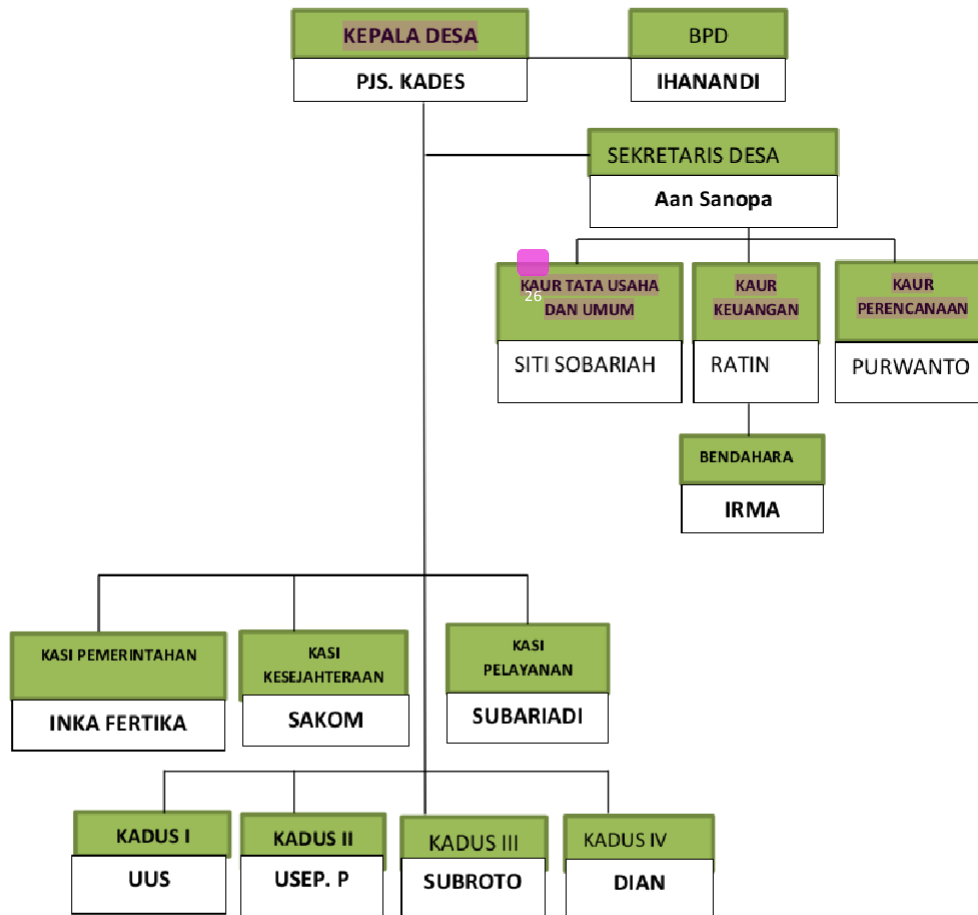 KEPALA DESA
PJS. KADES
BPD
IHANANDI
SEKRETARIS DESA
Aan Sanopa
26
KAUR TATA USAHA
DAN UMUM
SITI SOBARIAH
KAUR
KEUANGAN
RATIN
KAUR
PERENCANAAN
PURWANTO
BENDAHARA
IRMA
KASI PEMERINTAHAN
INKA FERTIKA
KASI
KESEJAHTERAAN
SAKOM
KASI
PELAYANAN
SUBARIADI
KADUS I
UUS
KADUS II
USEP. P
KADUS III
SUBROTO
KADUS IV
DIAN